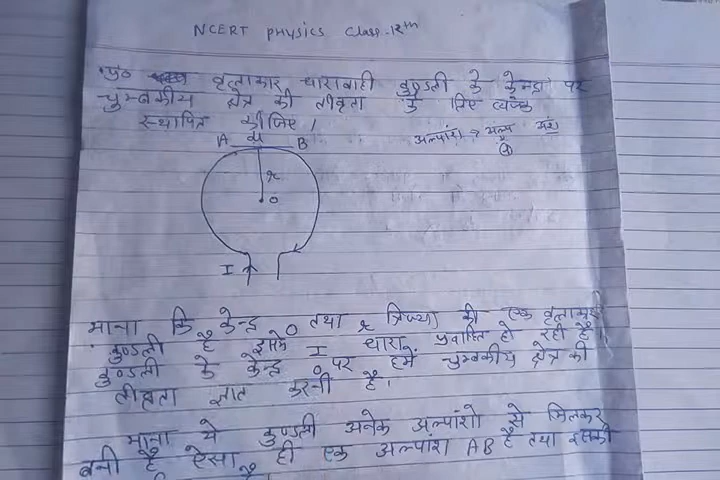 NCERT PHYSICS Class-12th
प्र० वृत्ताकार धारावाही कुण्डली के केन्द्र पर
चुम्बकीय क्षेत्र की तीव्रता के लिए व्यंजक
स्थापित कीजिए।
अल्पांश →
A dl B
r
O
I
माना कि केन्द्र O तथा r त्रिज्या की एक वृत्ताकार
कुण्डली है इसमें I धारा प्रवाहित हो रही है।
कुण्डली के केन्द्र O पर हमें चुम्बकीय क्षेत्र की
तीव्रता ज्ञात करनी है।
माना ये कुण्डली अनेक अल्पांशो से मिलकर
बनी है ऐसा ही एक अल्पांश AB है तथा इसकी